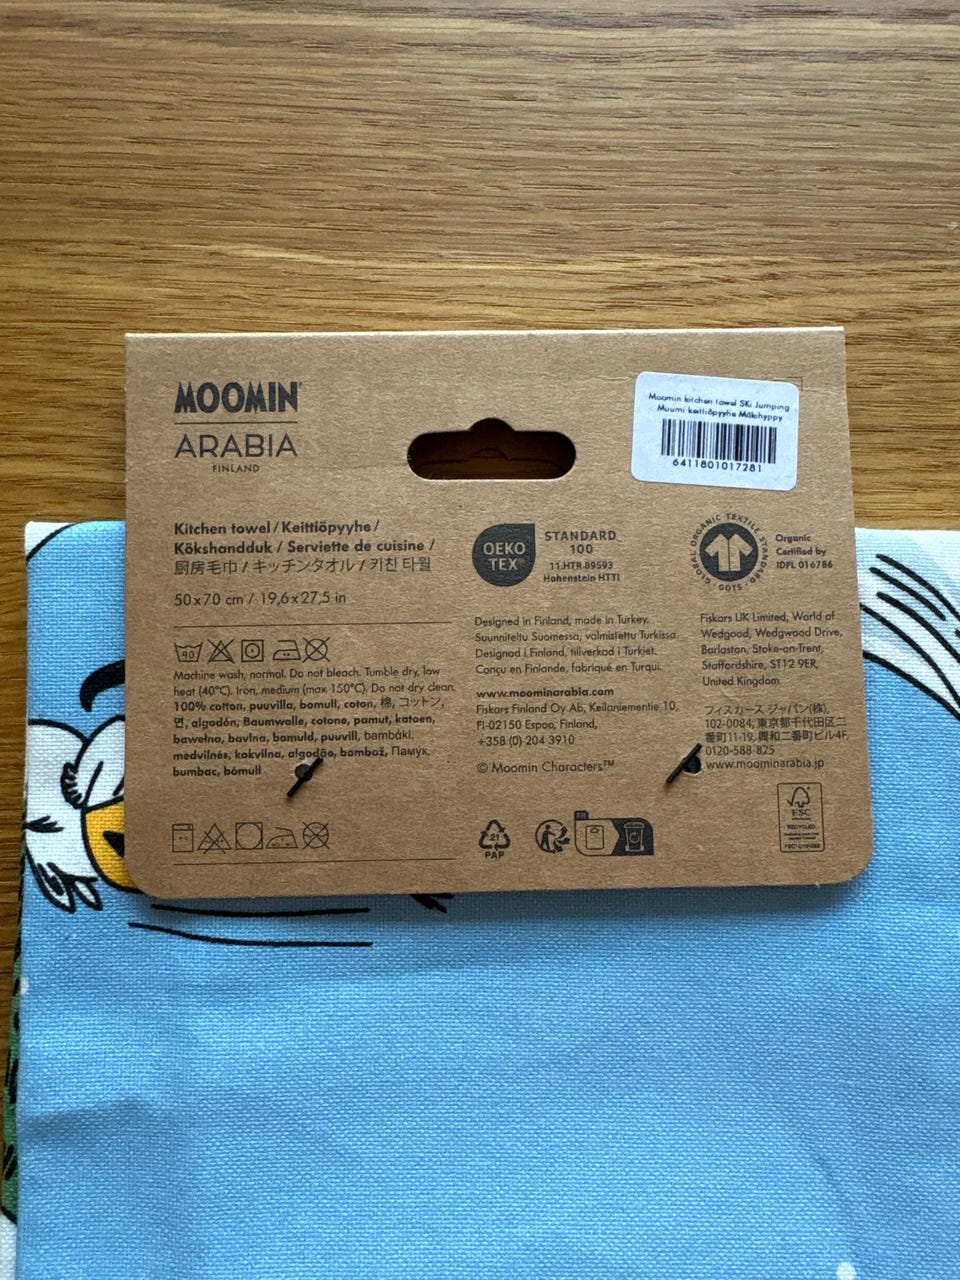 MOOMIN
ARABIA
FINLAND
Moomin kitchen towel SKi Jumping
Muumi keittiöpyyhe Mäkihyppy
6411801017281
Kitchen towel / Keittiöpyyhe /
Kökshandduk / Serviette de cuisine /
厨房毛巾 / キッチンタオル / 키친 타월
50 x 70 cm / 19,6 x 27,5 in
40
Machine wash, normal. Do not bleach. Tumble dry, low
heat (40°C). Iron, medium (max 150°C). Do not dry clean.
100% cotton, puuvilla, bomull, coton, 棉, コットン,
면, algodón, Baumwolle, cotone, pamut, katoen,
bawełna, bavlna, bomuld, puuvill, bambáki,
medvilnės, kokvilna, algodão, bombaž, Памук,
bumbac, bómull
OEKO
TEX®
STANDARD
100
11.HTR.89593
Hohenstein HTTI
Designed in Finland, made in Turkey.
Suunniteltu Suomessa, valmistettu Turkissa.
Designad i Finland, tillverkad i Turkiet.
Conçu en Finlande, fabriqué en Turqui.
www.moominarabia.com
Fiskars Finland Oy Ab, Keilaniementie 10,
FI-02150 Espoo, Finland,
+358 (0) 204 3910
© Moomin Characters™
21
PAP
FR
GLOBAL ORGANIC TEXTILE STANDARD
· GOTS ·
Organic
Certified by
IDFL 016786
Fiskars UK Limited, World of
Wedgood, Wedgwood Drive,
Barlaston, Stoke-on-Trent,
Staffordshire, ST12 9ER,
United Kingdom
フィスカース ジャパン(株),
102-0084, 東京都千代田区二
番町11-19, 興和二番町ビル4F,
0120-588-825
www.moominarabia.jp
FSC
RECYCLED